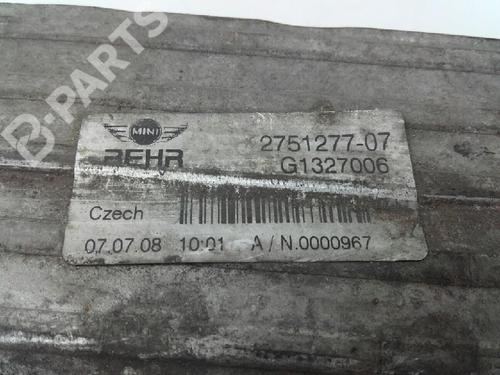 B-PARTS
MINI
BEHR
2751277-07
G1327006
Czech
07.07.08 10:01 A/N.0000967